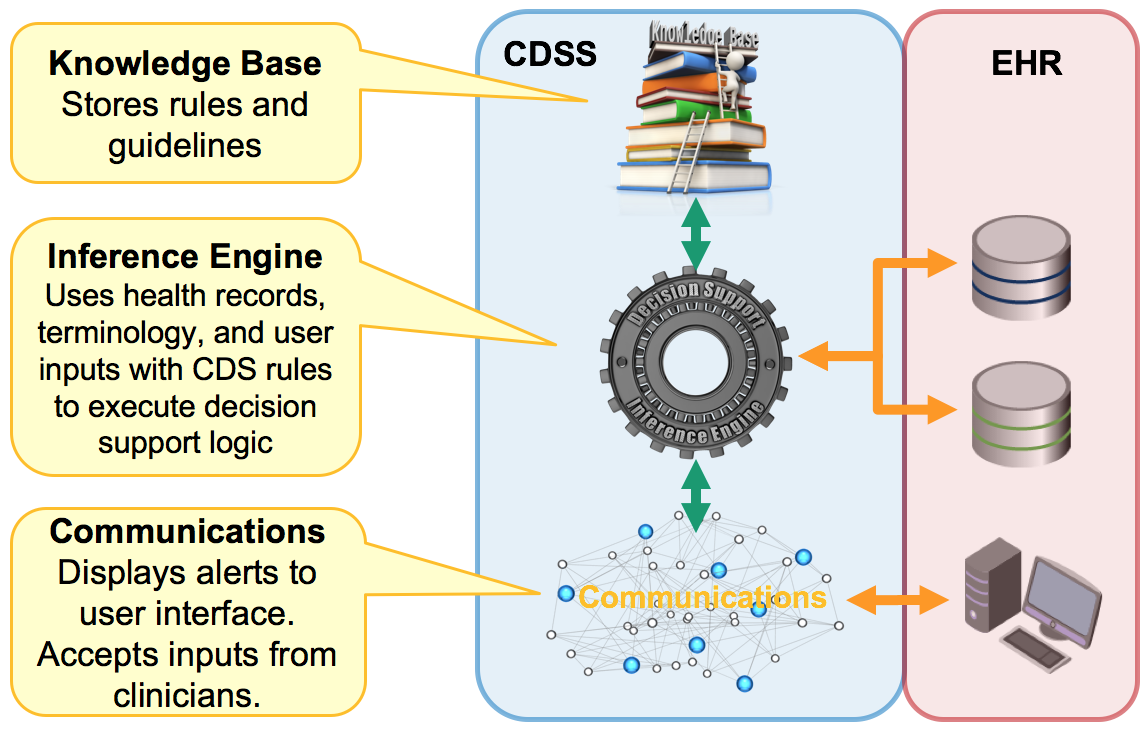 Knowledge Base
Stores rules and
guidelines
CDSS
Knowledge Base
EHR
Inference Engine
Uses health records,
terminology, and user
inputs with CDS rules
to execute decision
support logic
Decision Support
Inference Engine
Communications
Displays alerts to
user interface.
Accepts inputs from
clinicians.
Communications